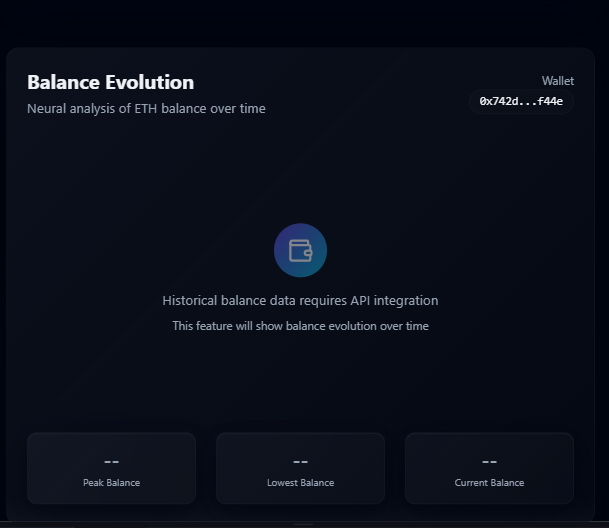 Balance Evolution
Wallet
Neural analysis of ETH balance over time
0x742d...f44e
Historical balance data requires API integration
This feature will show balance evolution over time
--
Peak Balance
--
Lowest Balance
--
Current Balance